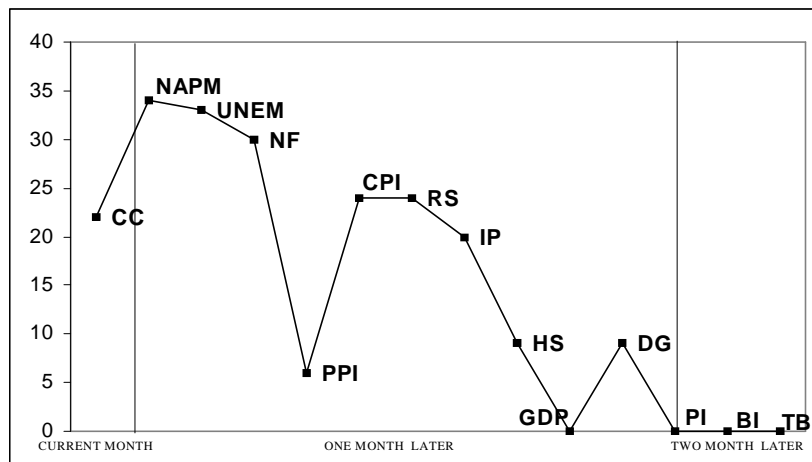 40
35
30
25
20
15
10
5
0
NAPM
UNEM
NF
CC
PPI
CPI
RS
IP
HS
GDP
DG
PI
BI
TB
CURRENT MONTH
ONE MONTH LATER
TWO MONTH LATER